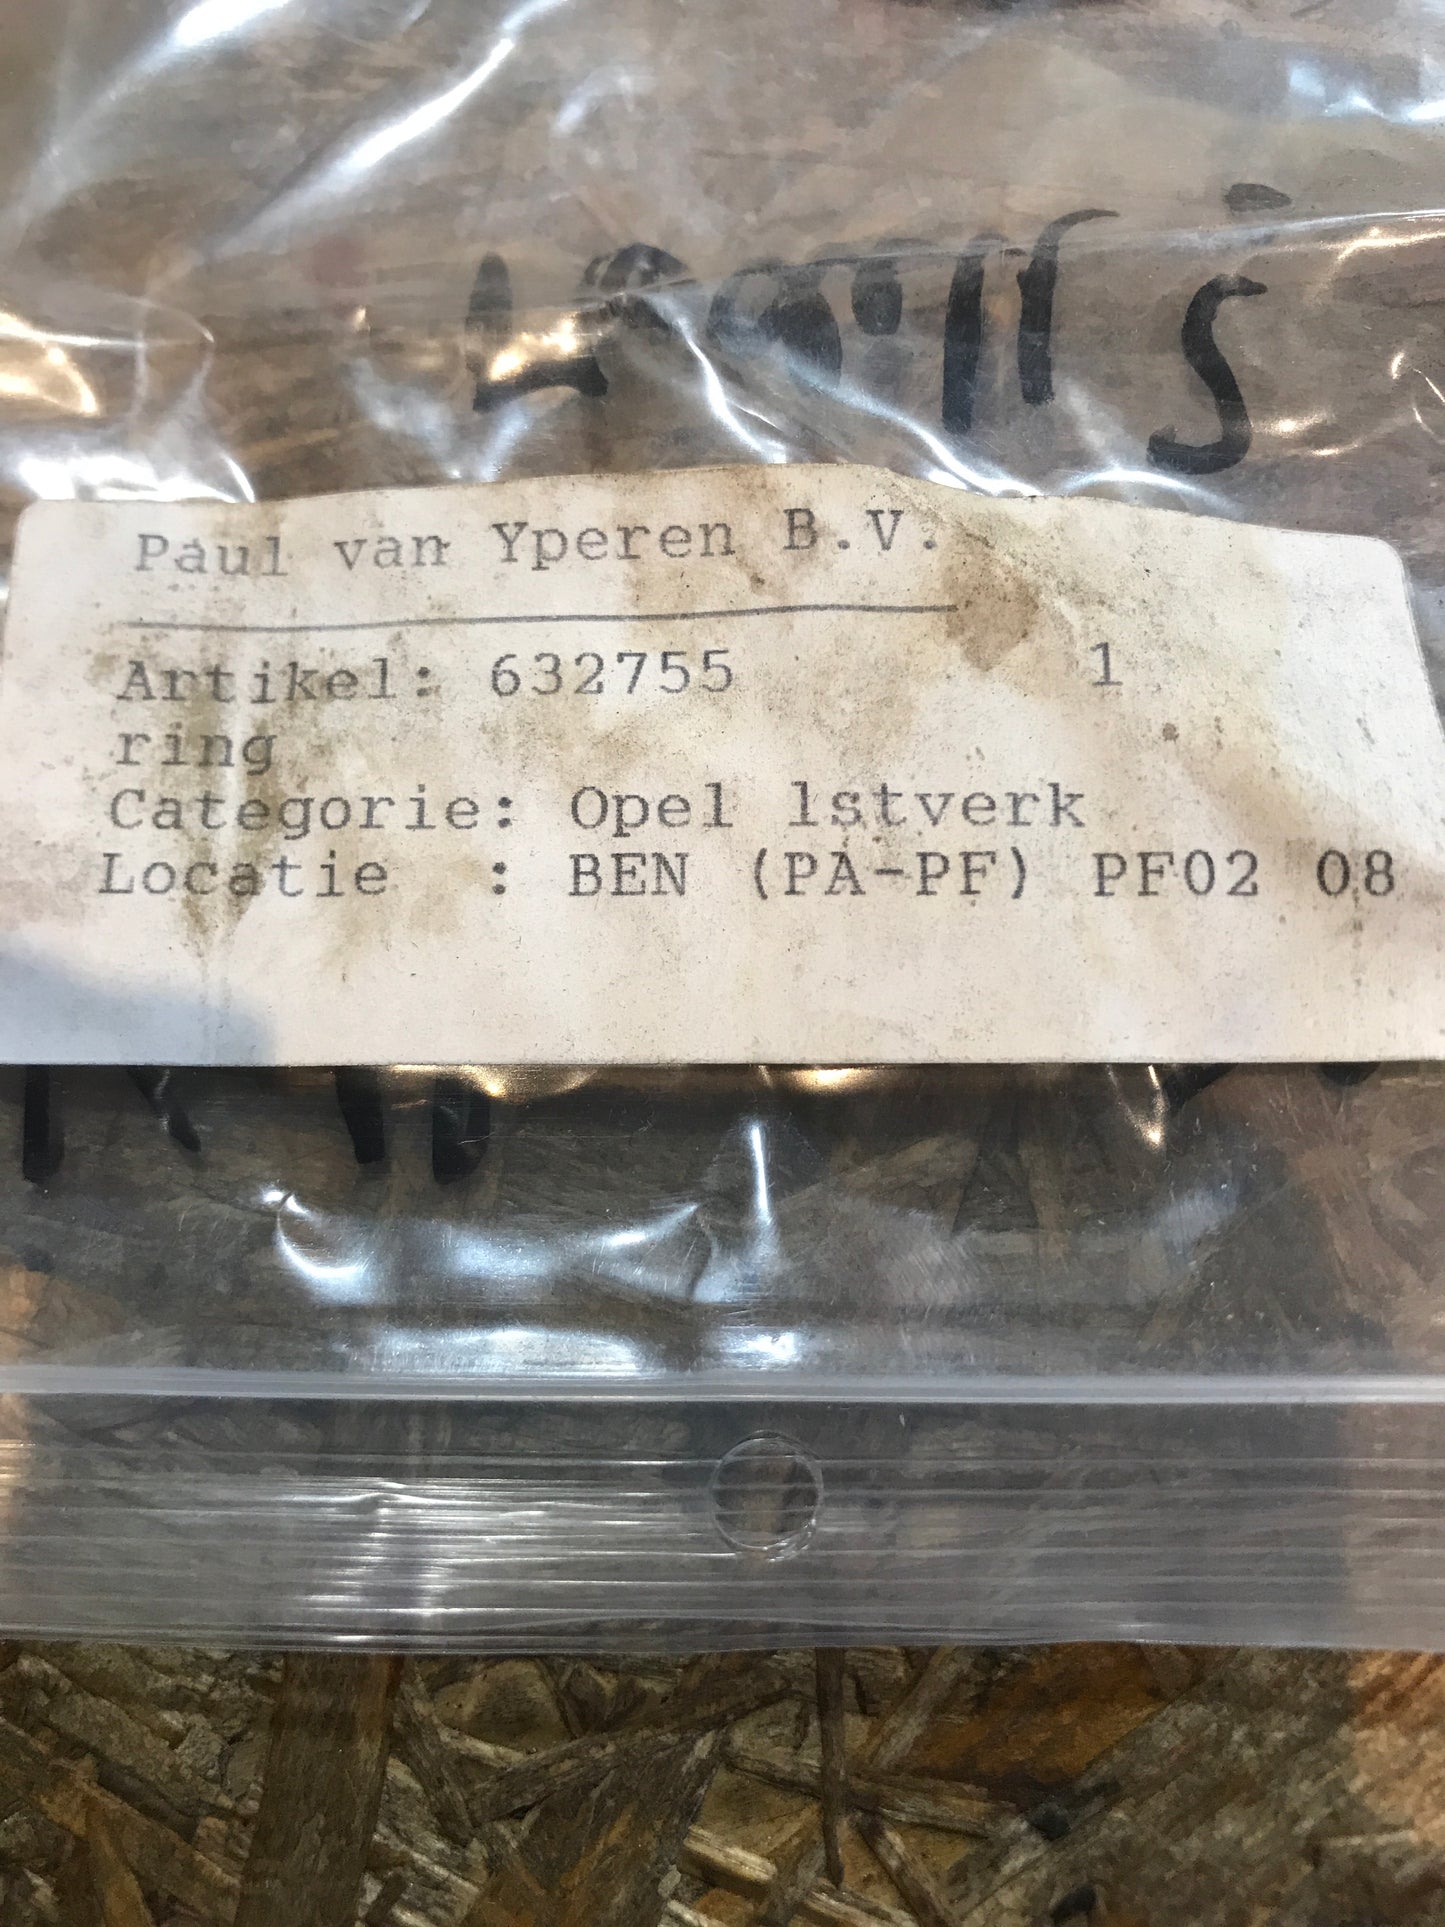 Paul van Yperen B.V.
Artikel: 632755 1
ring
Categorie: Opel lstverk
Locatie : BEN (PA-PF) PF02 08